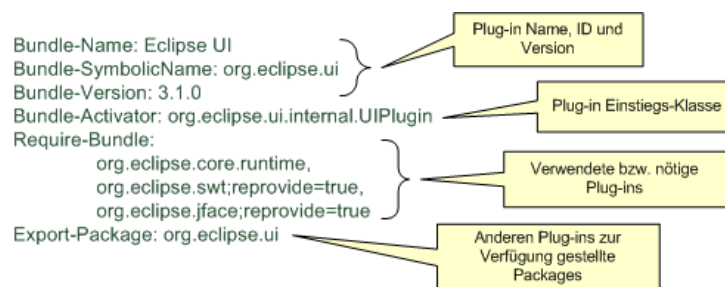 Bundle-Name: Eclipse UI
Bundle-SymbolicName: org.eclipse.ui
Bundle-Version: 3.1.0
Plug-in Name, ID und
Version
Bundle-Activator: org.eclipse.ui.internal.UIPlugin
Plug-in Einstiegs-Klasse
Require-Bundle:
org.eclipse.core.runtime,
org.eclipse.swt;reprovide=true,
org.eclipse.jface;reprovide=true
Verwendete bzw. nötige
Plug-ins
Export-Package: org.eclipse.ui
Anderen Plug-ins zur
Verfügung gestellte
Packages